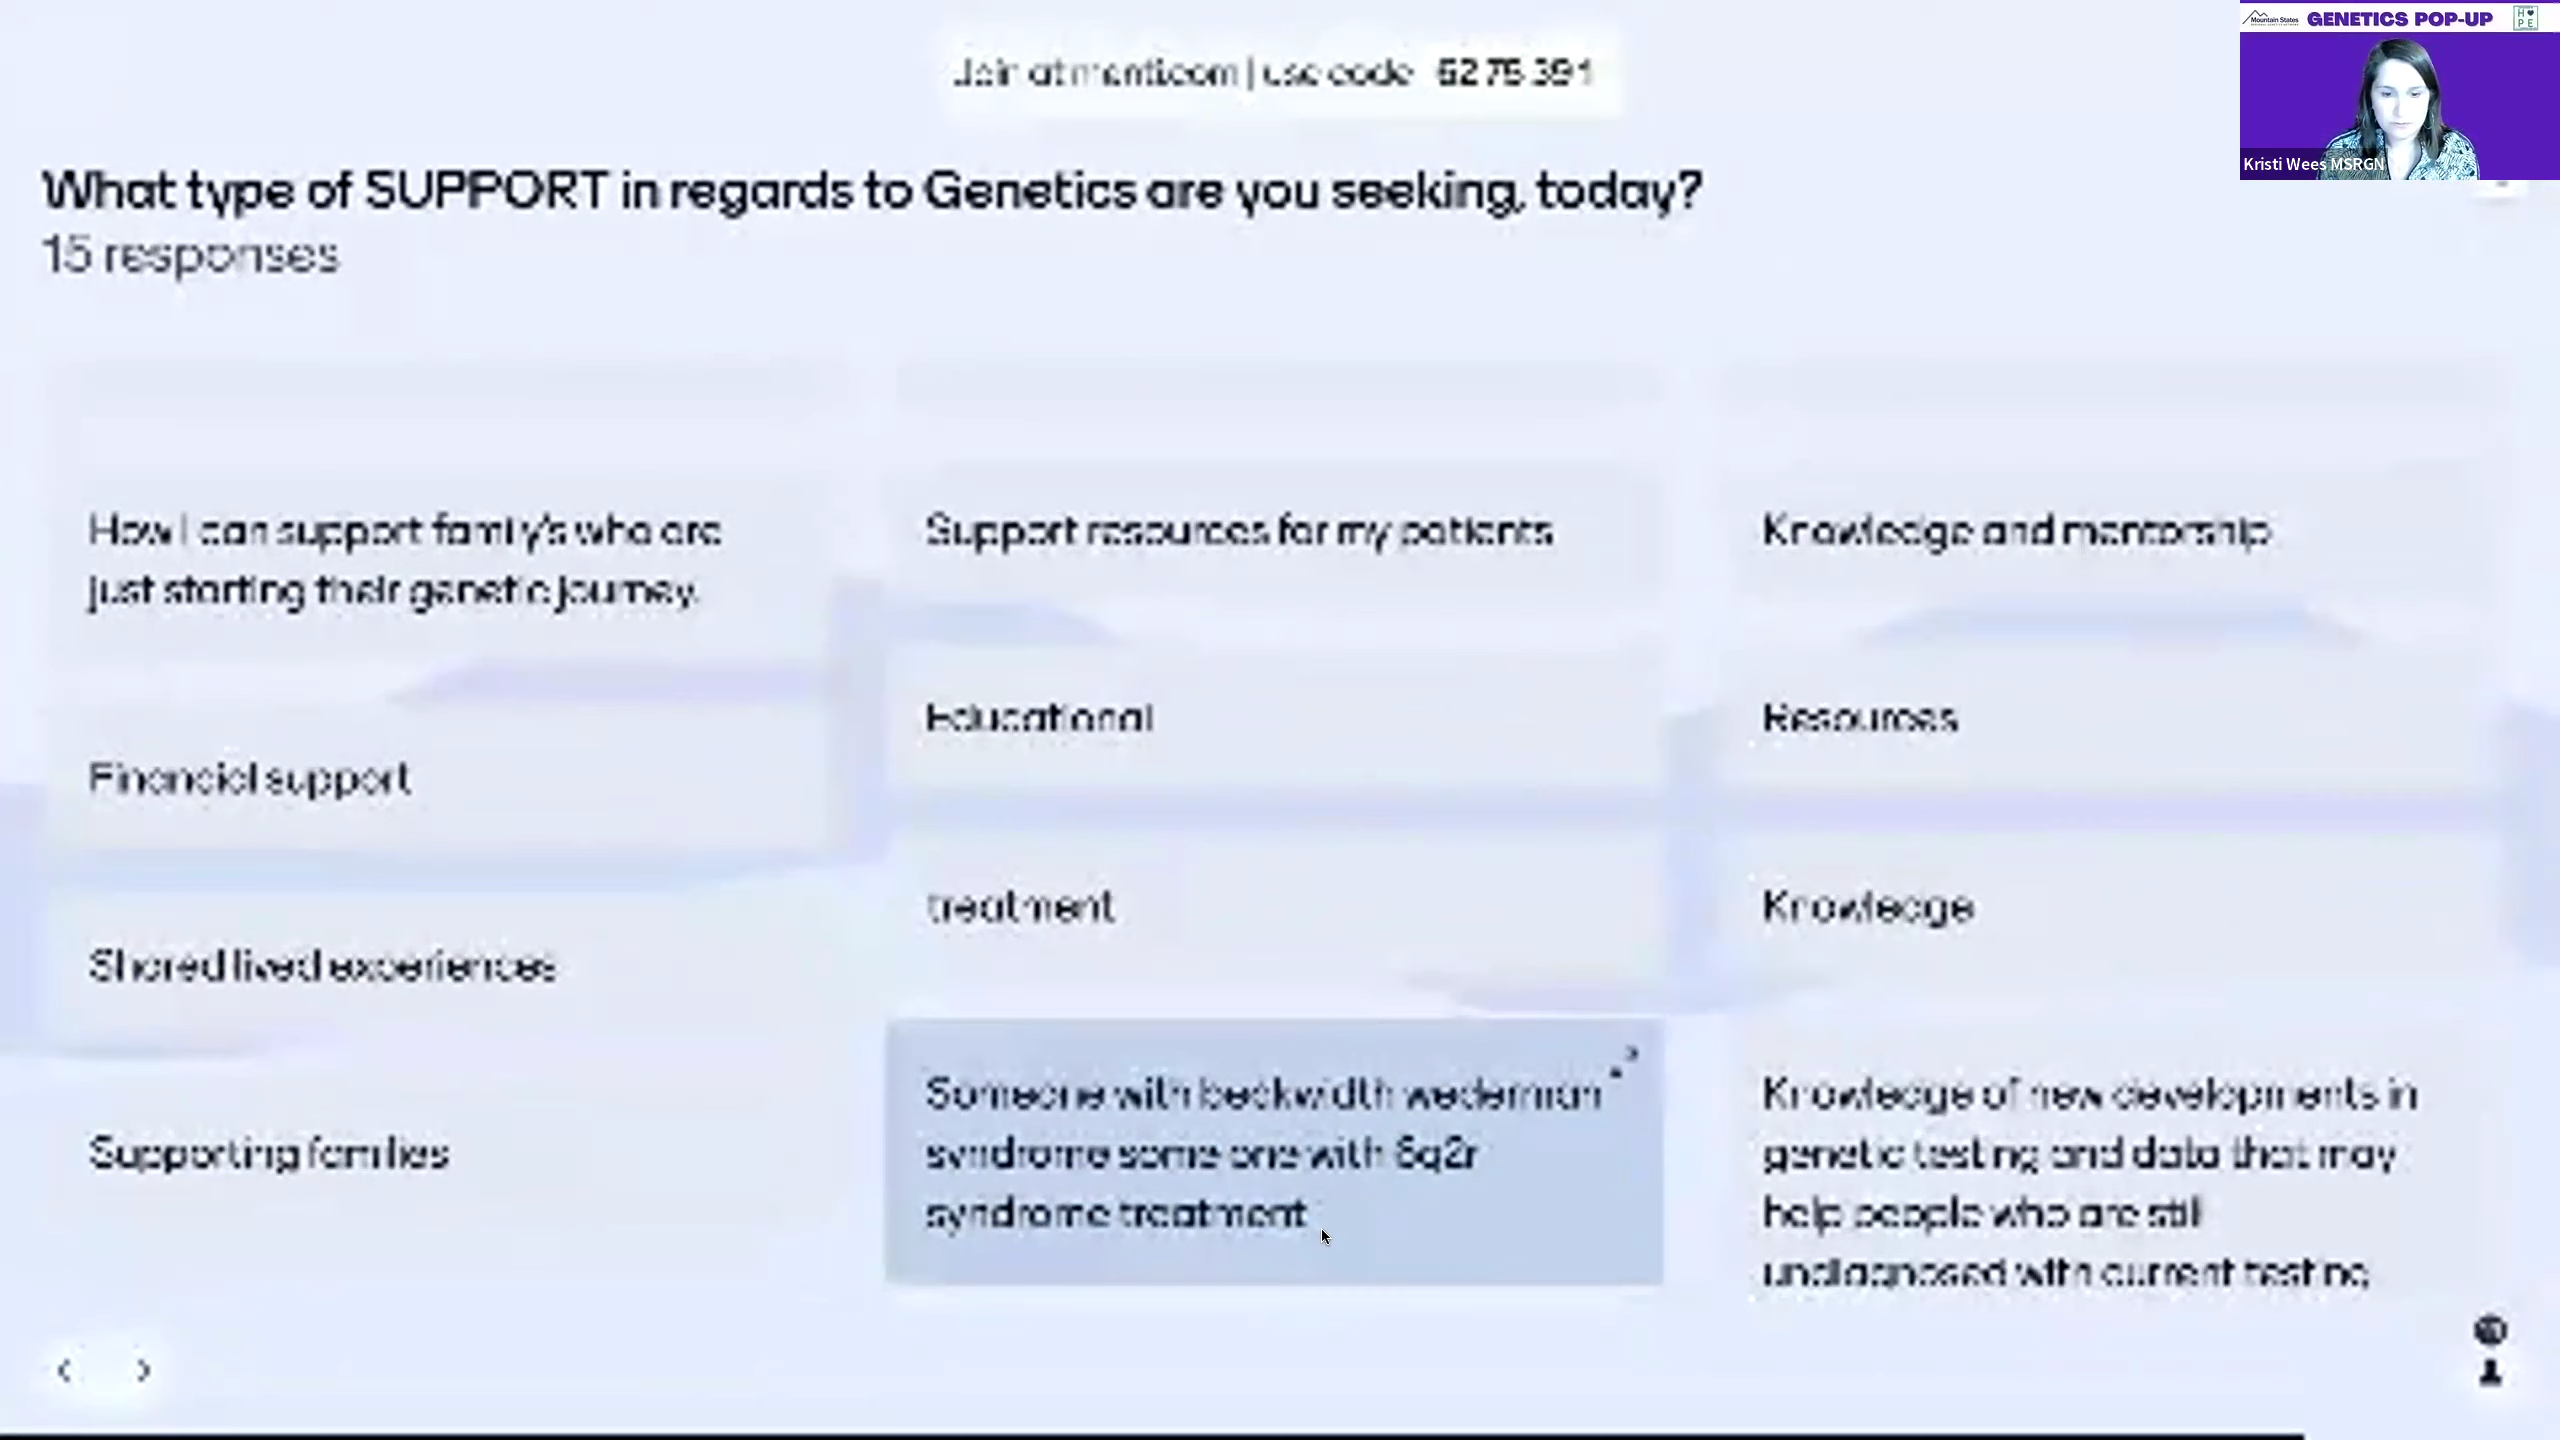 Mountain States
GENETICS POP-UP
H
PE
Kristi Wees MSRGN
Join at menti.com | use code 6275 391
What type of SUPPORT in regards to Genetics are you seeking, today?
15 responses
How I can support family's who are
just starting their genetic journey.
Financial support
Shared lived experiences
Supporting families
Support resources for my patients
Educational
treatment
Someone with beckwidth wederman
syndrome some one with 6q2r
syndrome treatment
Knowledge and mentorship
Resources
Knowledge
Knowledge of new developments in
genetic testing and data that may
help people who are still
undiagnosed with current testing